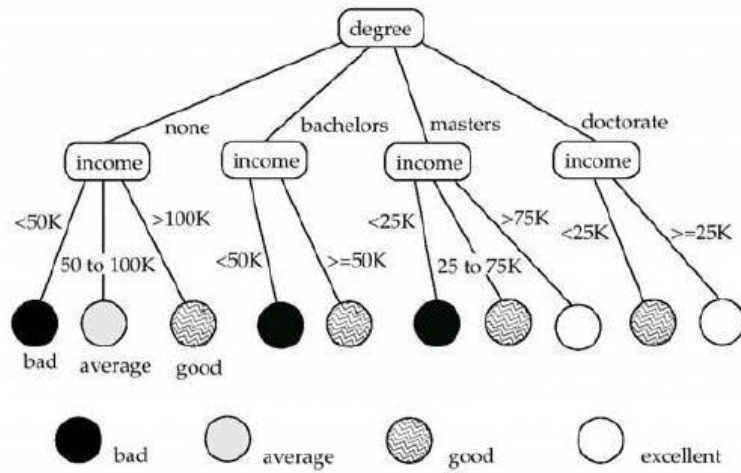 degree
none bachelors masters doctorate
income income income income
<50K >100K <25K >75K <25K >=25K
50 to 100K <50K >=50K 25 to 75K
bad average good
bad average good excellent